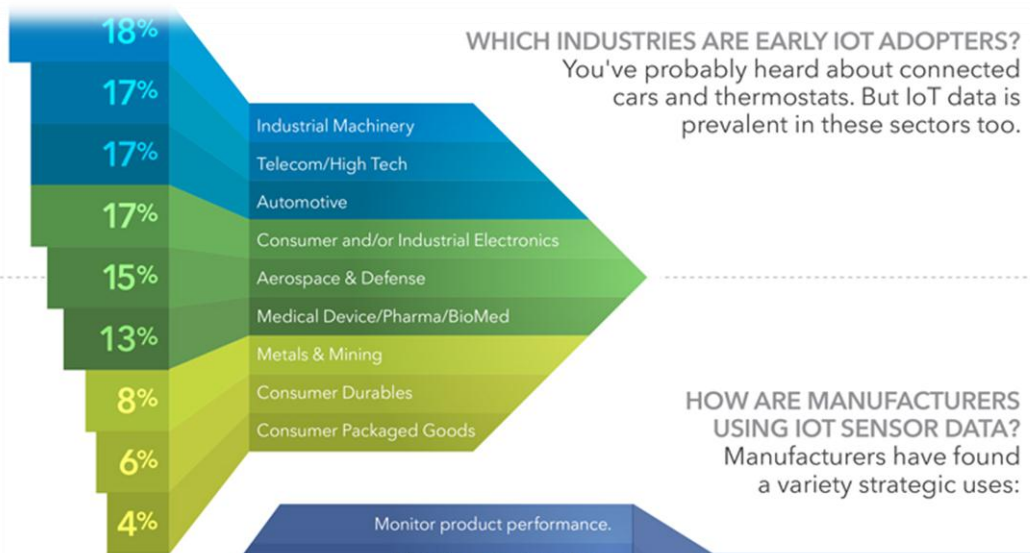 18%
17%
17%
17%
15%
13%
8%
6%
4%
Industrial Machinery
Telecom/High Tech
Automotive
Consumer and/or Industrial Electronics
Aerospace & Defense
Medical Device/Pharma/BioMed
Metals & Mining
Consumer Durables
Consumer Packaged Goods
WHICH INDUSTRIES ARE EARLY IOT ADOPTERS?
You've probably heard about connected
cars and thermostats. But IoT data is
prevalent in these sectors too.
HOW ARE MANUFACTURERS
USING IOT SENSOR DATA?
Manufacturers have found
a variety strategic uses:
Monitor product performance.